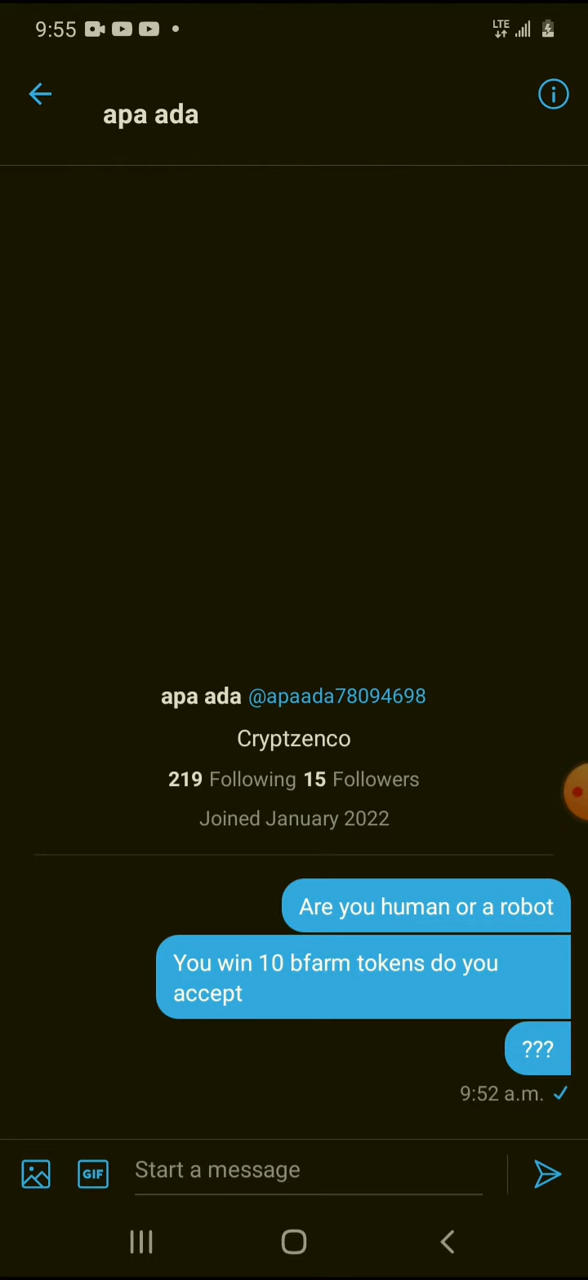 9:55
LTE
apa ada
apa ada @apaada78094698
Cryptzenco
219 Following 15 Followers
Joined January 2022
Are you human or a robot
You win 10 bfarm tokens do you
accept
???
9:52 a.m.
GIF
Start a message